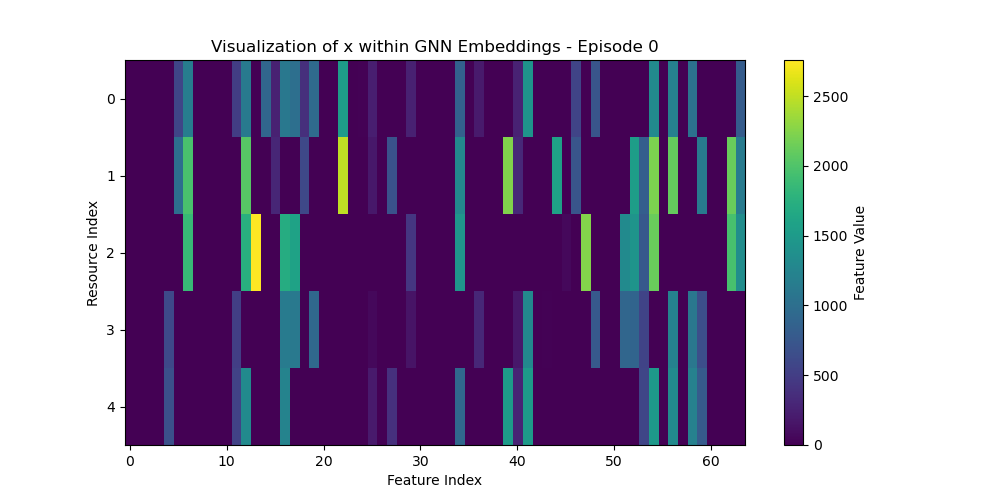 Visualization of x within GNN Embeddings - Episode 0
Resource Index
0
1
2
3
4
0 10 20 30 40 50 60
Feature Index
2500
2000
1500
1000
500
0
Feature Value